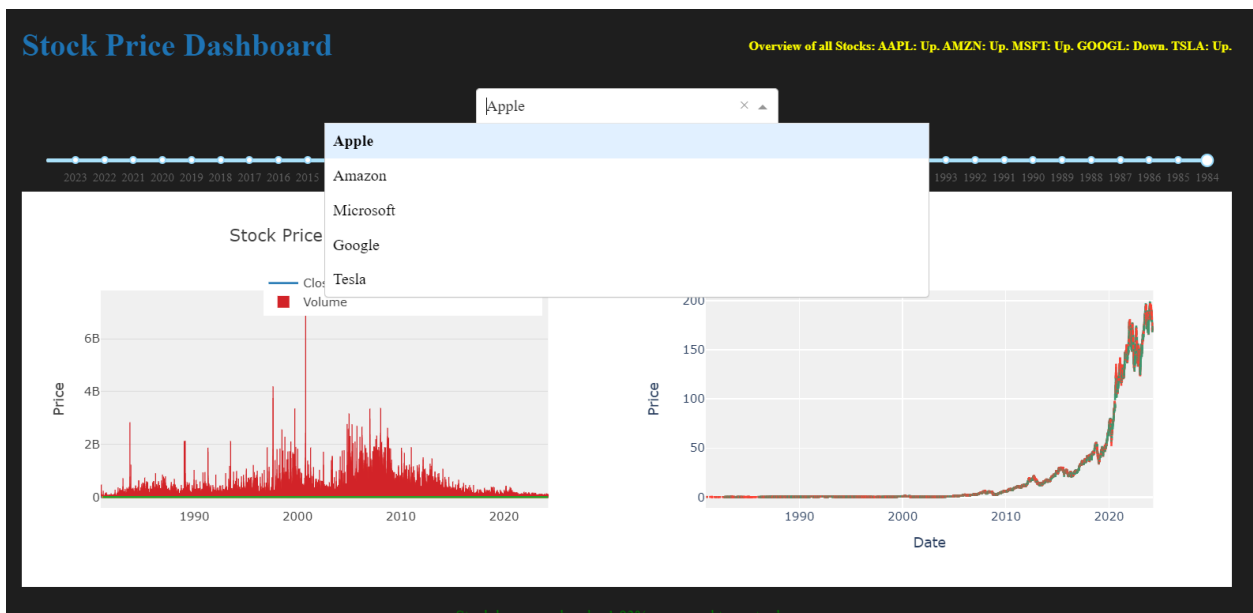 Stock Price Dashboard
Overview of all Stocks: AAPL: Up. AMZN: Up. MSFT: Up. GOOGL: Down. TSLA: Up.
Apple
Apple
Amazon
Microsoft
Google
Tesla
2023 2022 2021 2020 2019 2018 2017 2016 2015
1993 1992 1991 1990 1989 1988 1987 1986 1985 1984
Stock Price
Volume
Price
6B
4B
2B
0
1990 2000 2010 2020
Price
200
150
100
50
0
1990 2000 2010 2020
Date